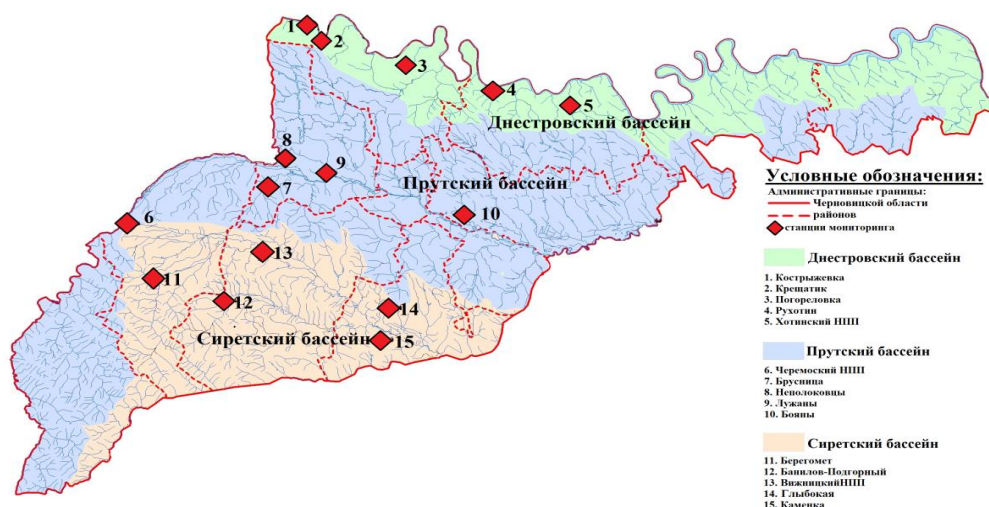 1
2
3
4
5
Днестровский бассейн
8
9
Прутский бассейн
7
10
6
13
11
12
14
Сиретский бассейн
15
Условные обозначения:
Административные границы:
Черновицкой области
районов
станции мониторинга
Днестровский бассейн
1. Кострыжевка
2. Крещатик
3. Погореловка
4. Рухотин
5. Хотинский НПП
Прутский бассейн
6. Черемоский НПП
7. Брусница
8. Неполоковцы
9. Лужаны
10. Бояны
Сиретский бассейн
11. Берегомет
12. Банилов-Подгорный
13. ВижницкийНПП
14. Глыбокая
15. Каменка